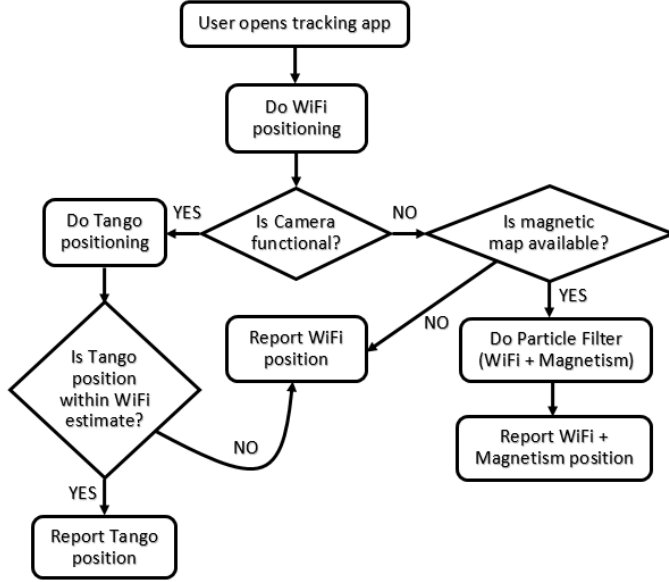 User opens tracking app
Do WiFi
positioning
Do Tango
positioning
YES
Is Camera
functional?
NO
Is magnetic
map available?
YES
NO
Report WiFi
position
Do Particle Filter
(WiFi + Magnetism)
Is Tango
position
within WiFi
estimate?
NO
Report WiFi +
Magnetism position
YES
Report Tango
position